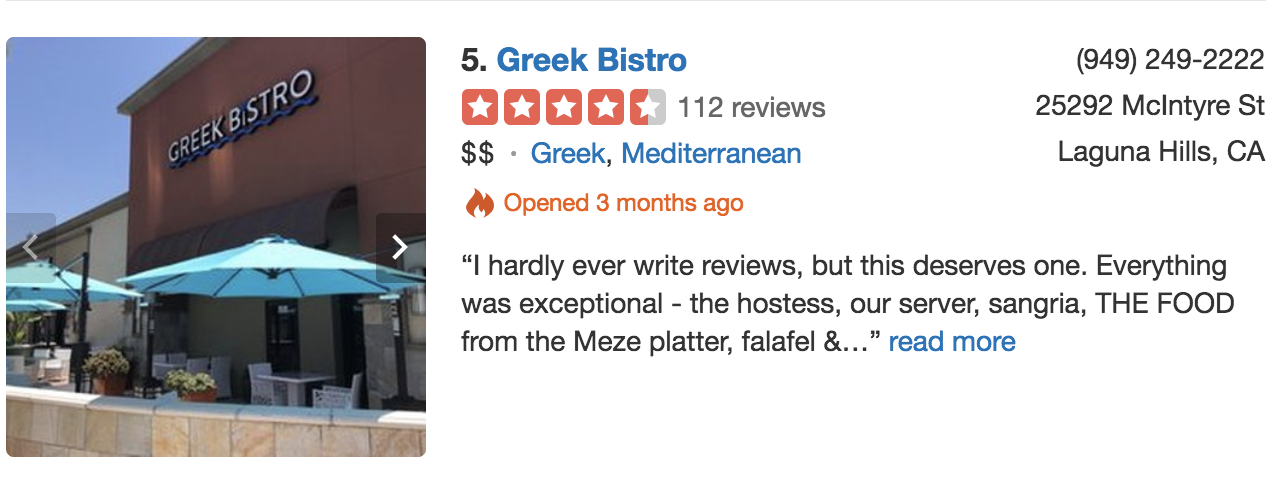 GREEK BISTRO
5. Greek Bistro
112 reviews
$$ · Greek, Mediterranean
Opened 3 months ago
“I hardly ever write reviews, but this deserves one. Everything
was exceptional - the hostess, our server, sangria, THE FOOD
from the Meze platter, falafel &…” read more
(949) 249-2222
25292 McIntyre St
Laguna Hills, CA